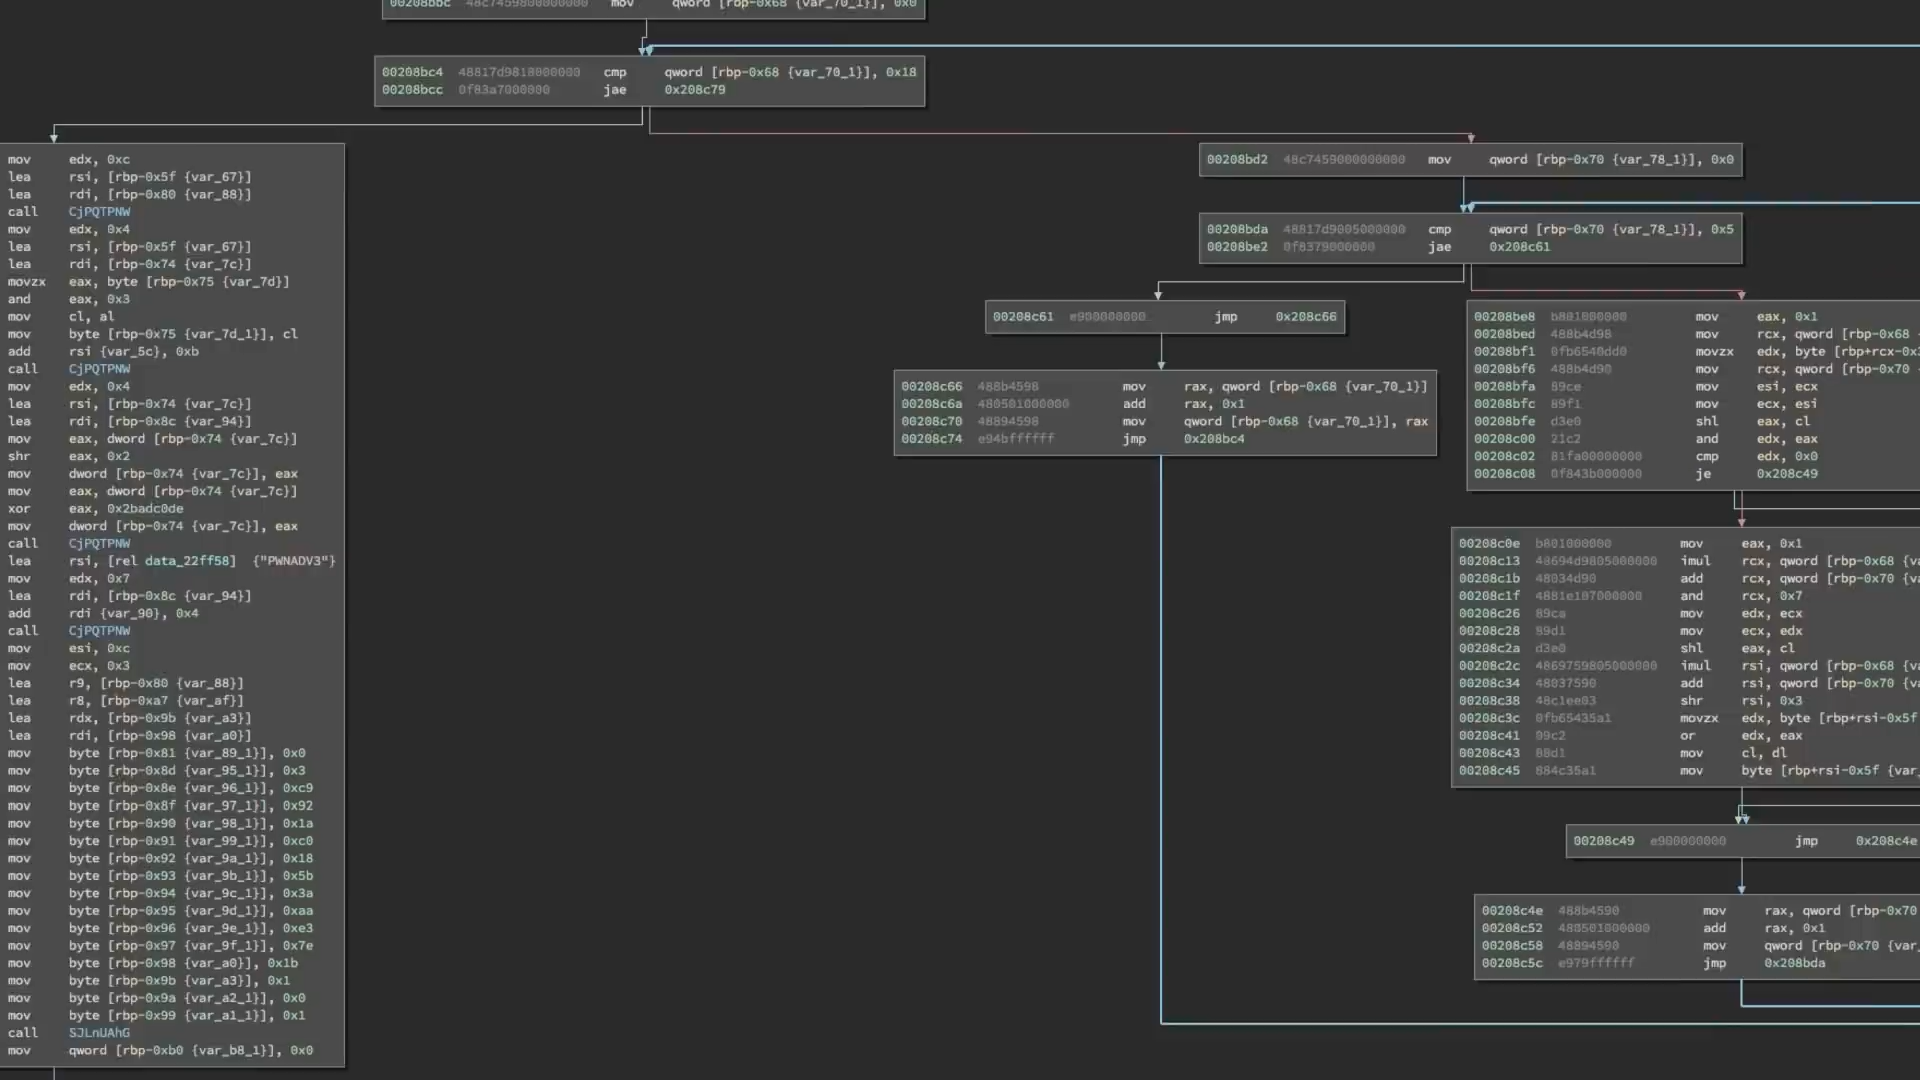 00208bbc 48c7459800000000 mov qword [rbp-0x68 {var_70_1}], 0x0
00208bc4 48817d9818000000 cmp qword [rbp-0x68 {var_70_1}], 0x18
00208bcc 0f83a7000000 jae 0x208c79
mov edx, 0xc
lea rsi, [rbp-0x5f {var_67}]
lea rdi, [rbp-0x80 {var_88}]
call CjPQTPNW
mov edx, 0x4
lea rsi, [rbp-0x5f {var_67}]
lea rdi, [rbp-0x74 {var_7c}]
movzx eax, byte [rbp-0x75 {var_7d}]
and eax, 0x3
mov cl, al
mov byte [rbp-0x75 {var_7d_1}], cl
add rsi {var_5c}, 0xb
call CjPQTPNW
mov edx, 0x4
lea rsi, [rbp-0x74 {var_7c}]
lea rdi, [rbp-0x8c {var_94}]
mov eax, dword [rbp-0x74 {var_7c}]
shr eax, 0x2
mov dword [rbp-0x74 {var_7c}], eax
mov eax, dword [rbp-0x74 {var_7c}]
xor eax, 0x2badc0de
mov dword [rbp-0x74 {var_7c}], eax
call CjPQTPNW
lea rsi, [rel data_22ff58] {"PWNADV3"}
mov edx, 0x7
lea rdi, [rbp-0x8c {var_94}]
add rdi {var_90}, 0x4
call CjPQTPNW
mov esi, 0xc
mov ecx, 0x3
lea r9, [rbp-0x80 {var_88}]
lea r8, [rbp-0xa7 {var_af}]
lea rdx, [rbp-0x9b {var_a3}]
lea rdi, [rbp-0x98 {var_a0}]
mov byte [rbp-0x81 {var_89_1}], 0x0
mov byte [rbp-0x8d {var_95_1}], 0x3
mov byte [rbp-0x8e {var_96_1}], 0xc9
mov byte [rbp-0x8f {var_97_1}], 0x92
mov byte [rbp-0x90 {var_98_1}], 0x1a
mov byte [rbp-0x91 {var_99_1}], 0xc0
mov byte [rbp-0x92 {var_9a_1}], 0x18
mov byte [rbp-0x93 {var_9b_1}], 0x5b
mov byte [rbp-0x94 {var_9c_1}], 0x3a
mov byte [rbp-0x95 {var_9d_1}], 0xaa
mov byte [rbp-0x96 {var_9e_1}], 0xe3
mov byte [rbp-0x97 {var_9f_1}], 0x7e
mov byte [rbp-0x98 {var_a0}], 0x1b
mov byte [rbp-0x9b {var_a3}], 0x1
mov byte [rbp-0x9a {var_a2_1}], 0x0
mov byte [rbp-0x99 {var_a1_1}], 0x1
call SJLnUAhG
mov qword [rbp-0xb0 {var_b8_1}], 0x0
00208bd2 48c7459000000000 mov qword [rbp-0x70 {var_78_1}], 0x0
00208bda 48817d9005000000 cmp qword [rbp-0x70 {var_78_1}], 0x5
00208be2 0f8379000000 jae 0x208c61
00208c61 e900000000 jmp 0x208c66
00208c66 488b4598 mov rax, qword [rbp-0x68 {var_70_1}]
00208c6a 480501000000 add rax, 0x1
00208c70 48894598 mov qword [rbp-0x68 {var_70_1}], rax
00208c74 e94bffffff jmp 0x208bc4
00208be8 b801000000 mov eax, 0x1
00208bed 488b4d98 mov rcx, qword [rbp-0x68
00208bf1 0fb6540dd0 movzx edx, byte [rbp+rcx-0x
00208bf6 488b4d90 mov rcx, qword [rbp-0x70
00208bfa 89ce mov esi, ecx
00208bfc 89f1 mov ecx, esi
00208bfe d3e0 shl eax, cl
00208c00 21c2 and edx, eax
00208c02 81fa00000000 cmp edx, 0x0
00208c08 0f843b000000 je 0x208c49
00208c0e b801000000 mov eax, 0x1
00208c13 48694d9805000000 imul rcx, qword [rbp-0x68 {va
00208c1b 48034d90 add rcx, qword [rbp-0x70 {va
00208c1f 4881e107000000 and rcx, 0x7
00208c26 89ca mov edx, ecx
00208c28 89d1 mov ecx, edx
00208c2a d3e0 shl eax, cl
00208c2c 4869759805000000 imul rsi, qword [rbp-0x68 {va
00208c34 48037590 add rsi, qword [rbp-0x70 {va
00208c38 48c1ee03 shr rsi, 0x3
00208c3c 0fb65435a1 movzx edx, byte [rbp+rsi-0x5f
00208c41 09c2 or edx, eax
00208c43 88d1 mov cl, dl
00208c45 884c35a1 mov byte [rbp+rsi-0x5f {var_
00208c49 e900000000 jmp 0x208c4e
00208c4e 488b4590 mov rax, qword [rbp-0x70
00208c52 480501000000 add rax, 0x1
00208c58 48894590 mov qword [rbp-0x70 {var_
00208c5c e979ffffff jmp 0x208bda